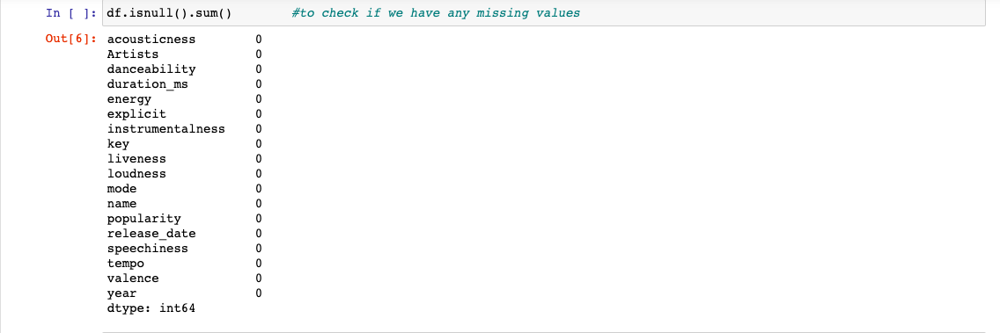 In [ ]: df.isnull().sum() #to check if we have any missing values
Out[6]: acousticness 0
Artists 0
danceability 0
duration_ms 0
energy 0
explicit 0
instrumentalness 0
key 0
liveness 0
loudness 0
mode 0
name 0
popularity 0
release_date 0
speechiness 0
tempo 0
valence 0
year 0
dtype: int64